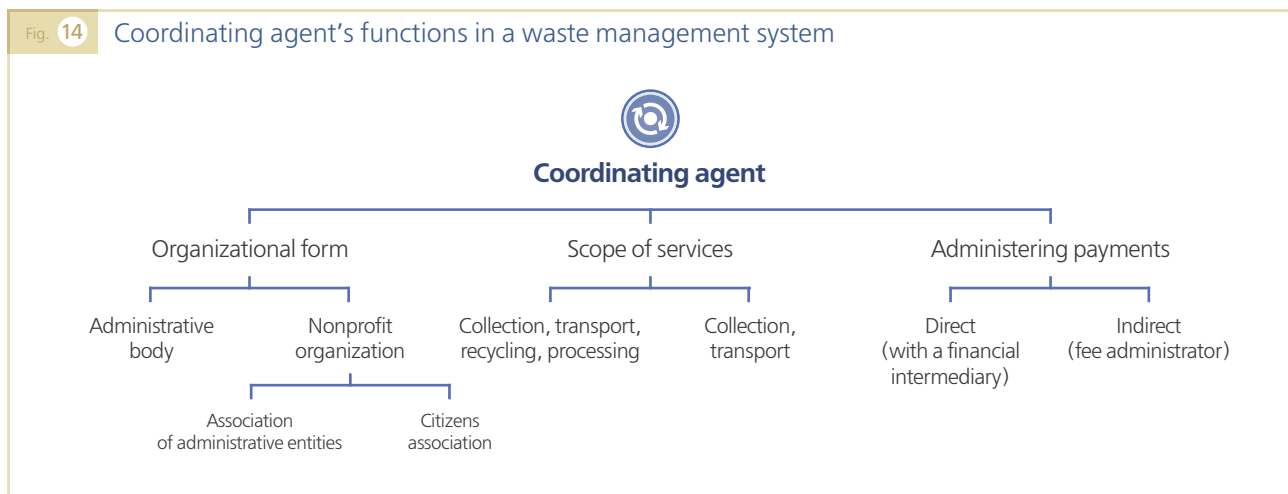 Fig. 14 Coordinating agent's functions in a waste management system
Coordinating agent
Organizational form
Scope of services
Administering payments
Administrative
body
Nonprofit
organization
Collection, transport,
recycling, processing
Collection,
transport
Direct
(with a financial
intermediary)
Indirect
(fee administrator)
Association
of administrative entities
Citizens
association